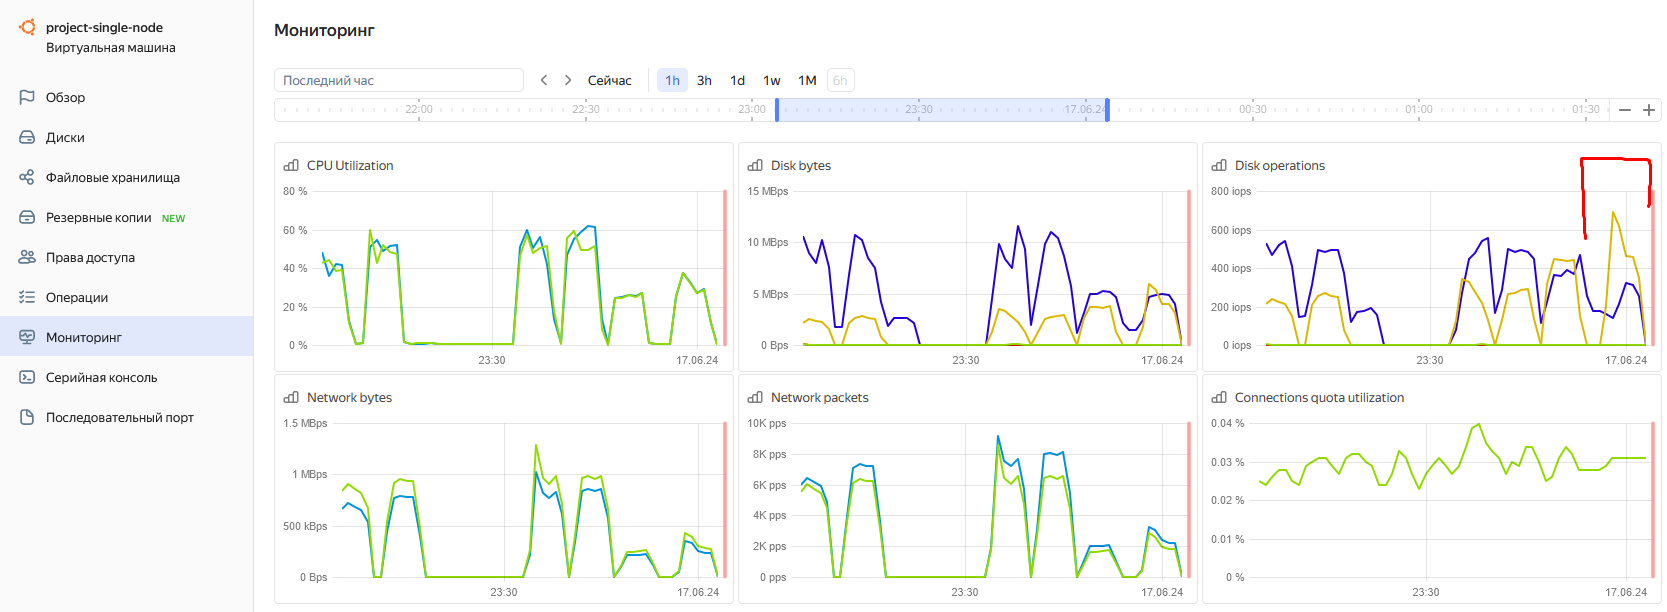 project-single-node
Виртуальная машина
Обзор
Диски
Файловые хранилища
Резервные копии NEW
Права доступа
Операции
Мониторинг
Серийная консоль
Последовательный порт
Мониторинг
Последний час
Сейчас
1h 3h 1d 1w 1M 6h
22:00 22:30 23:00 23:30 17.06.24 00:30 01:00 01:30
CPU Utilization
80 %
60 %
40 %
20 %
0 %
23:30 17.06.24
Disk bytes
15 MBps
10 MBps
5 MBps
0 Bps
23:30 17.06.24
Disk operations
800 iops
600 iops
400 iops
200 iops
0 iops
23:30 17.06.24
Network bytes
1.5 MBps
1 MBps
500 kBps
0 Bps
23:30 17.06.24
Network packets
10K pps
8K pps
6K pps
4K pps
2K pps
0 pps
23:30 17.06.24
Connections quota utilization
0.04 %
0.03 %
0.02 %
0.01 %
0 %
23:30 17.06.24